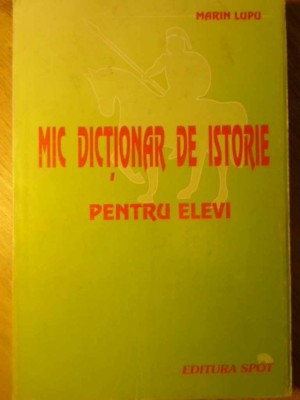 MARIN LUPU
MIC DICȚIONAR DE ISTORIE
PENTRU ELEVI
EDITURA SPOT